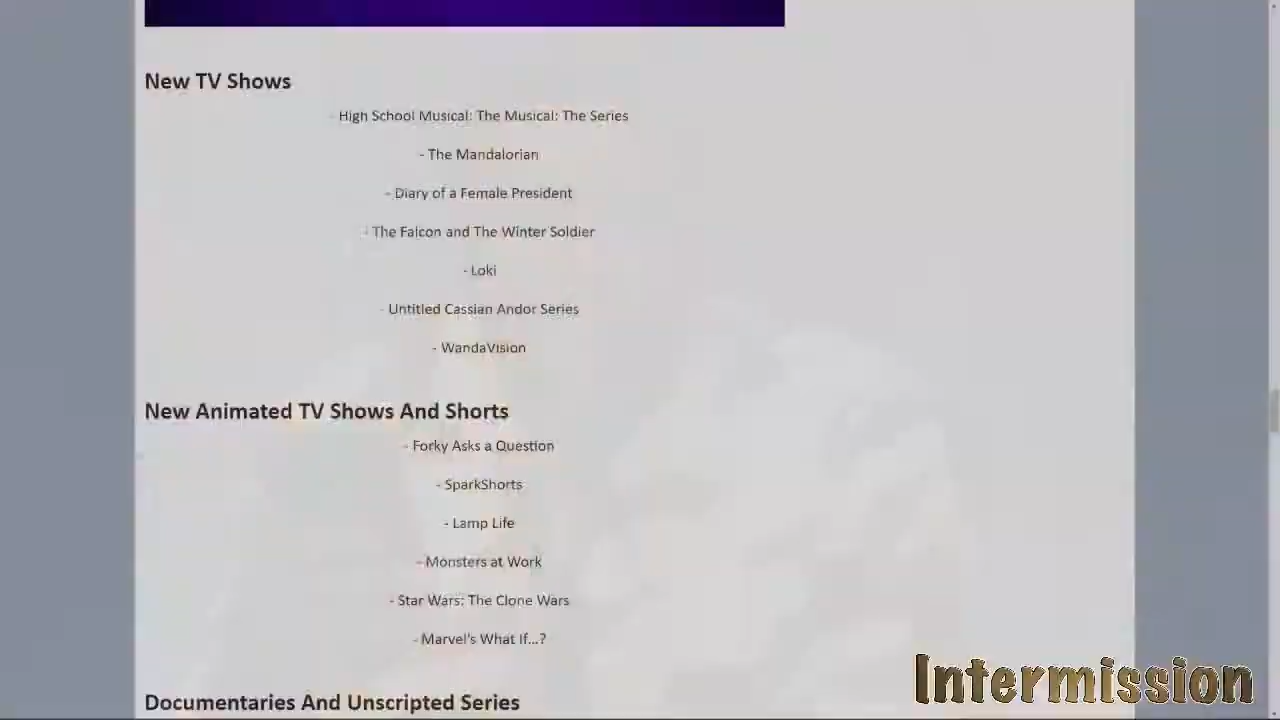 New TV Shows
- High School Musical: The Musical: The Series
- The Mandalorian
- Diary of a Female President
- The Falcon and The Winter Soldier
- Loki
- Untitled Cassian Andor Series
- WandaVision
New Animated TV Shows And Shorts
- Forky Asks a Question
- SparkShorts
- Lamp Life
- Monsters at Work
- Star Wars: The Clone Wars
- Marvel's What If...?
Documentaries And Unscripted Series
Intermission